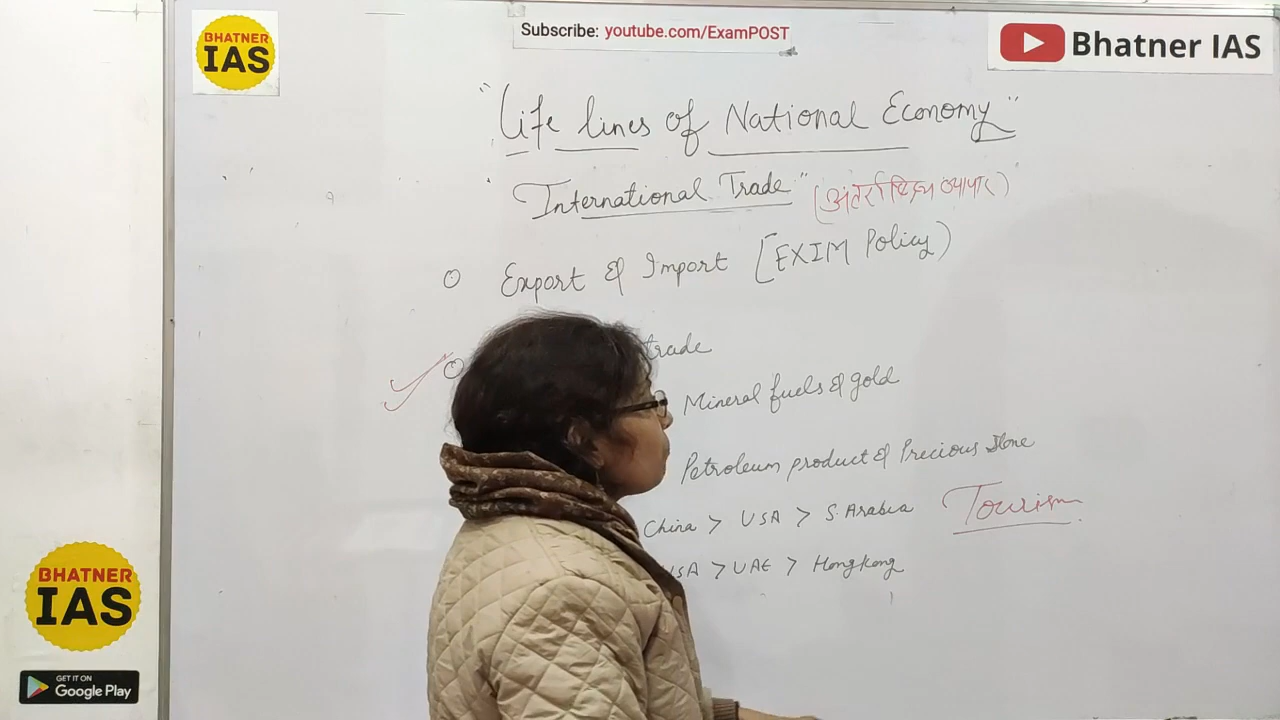 BHATNER
IAS
Subscribe: youtube.com/ExamPOST
Bhatner IAS
"Life lines of National Economy"
"International Trade" (अंतर्राष्ट्रिय व्यापार)
O Export & Import [EXIM Policy)
O trade
Mineral fuels & gold
Petroleum product & Precious Stone
China > USA > S. Arabia Tourism
USA > UAE > Hongkong
BHATNER
IAS
GET IT ON
Google Play